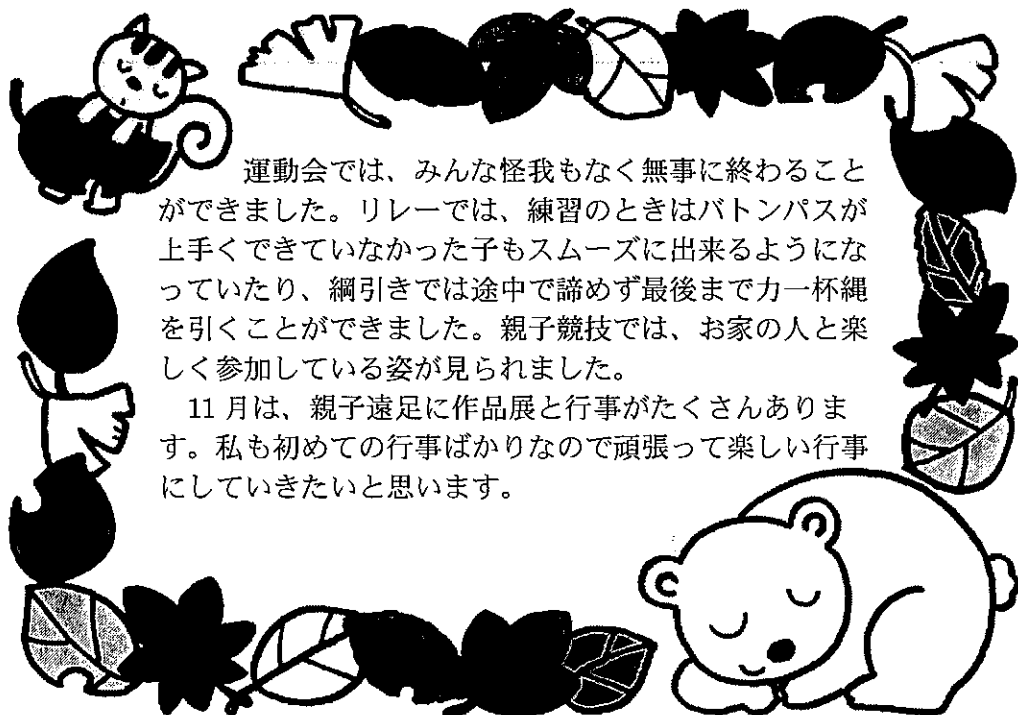 運動会では、みんな怪我もなく無事に終わること
ができました。リレーでは、練習のときはバトンパスが
上手くできていなかった子もスムーズに出来るようにな
っていたり、綱引きでは途中で諦めず最後まで力一杯縄
を引くことができました。親子競技では、お家の人と楽
しく参加している姿が見られました。
11月は、親子遠足に作品展と行事がたくさんありま
す。私も初めての行事ばかりなので頑張って楽しい行事
にしていきたいと思います。